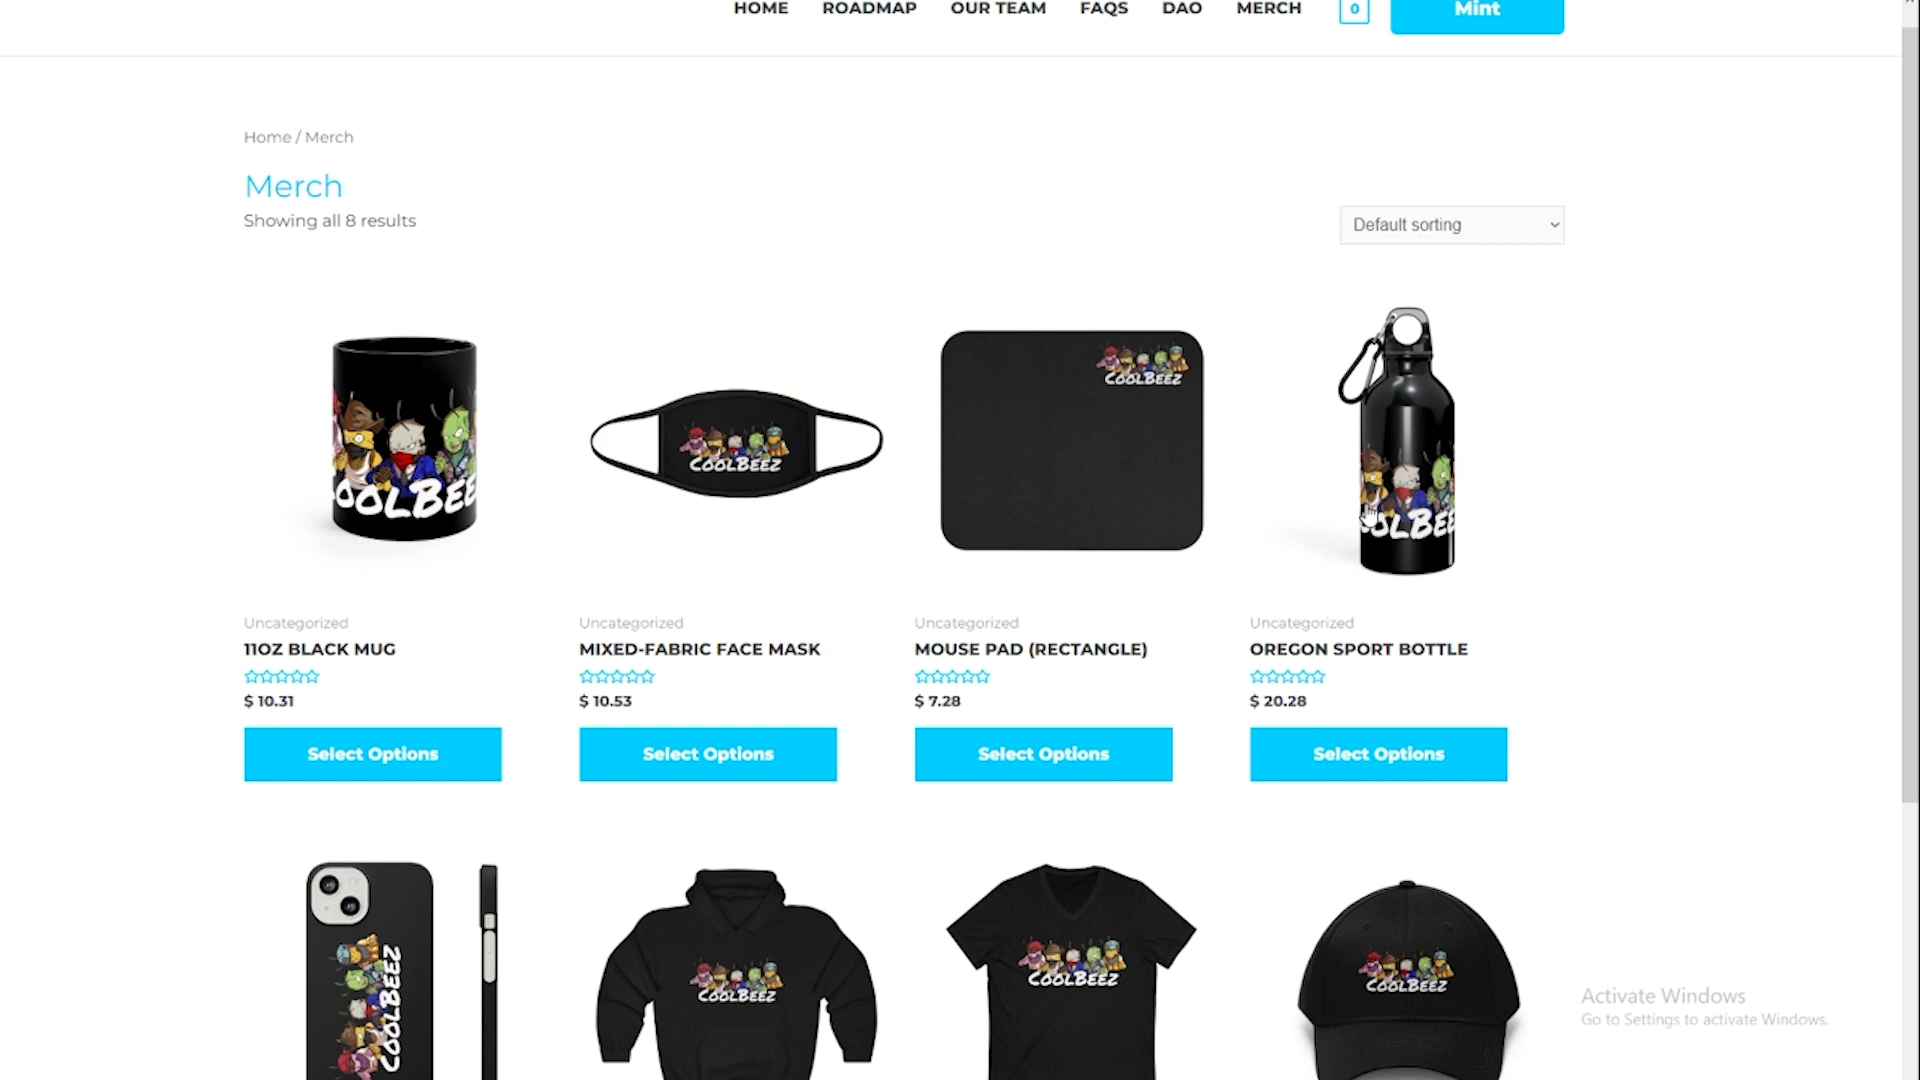 HOME ROADMAP OUR TEAM FAQS DAO MERCH 0 Mint
Home / Merch
Merch
Showing all 8 results
Default sorting
COOLBEEZ
COOLBEEZ
OOLBEE
OLBEE
Uncategorized Uncategorized Uncategorized Uncategorized
11OZ BLACK MUG MIXED-FABRIC FACE MASK MOUSE PAD (RECTANGLE) OREGON SPORT BOTTLE
$ 10.31 $ 10.53 $ 7.28 $ 20.28
Select Options Select Options Select Options Select Options
COOLBEEZ COOLBEEZ COOLBEEZ COOLBEEZ
Activate Windows
Go to Settings to activate Windows.